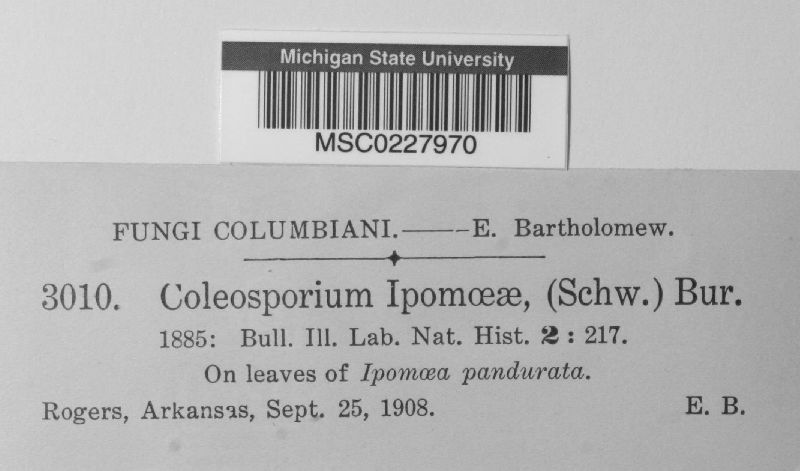 Michigan State University
MSC0227970
FUNGI COLUMBIANI.——E. Bartholomew.
3010. Coleosporium Ipomœæ, (Schw.) Bur.
1885: Bull. Ill. Lab. Nat. Hist. 2: 217.
On leaves of Ipomœa pandurata.
Rogers, Arkansas, Sept. 25, 1908. E. B.